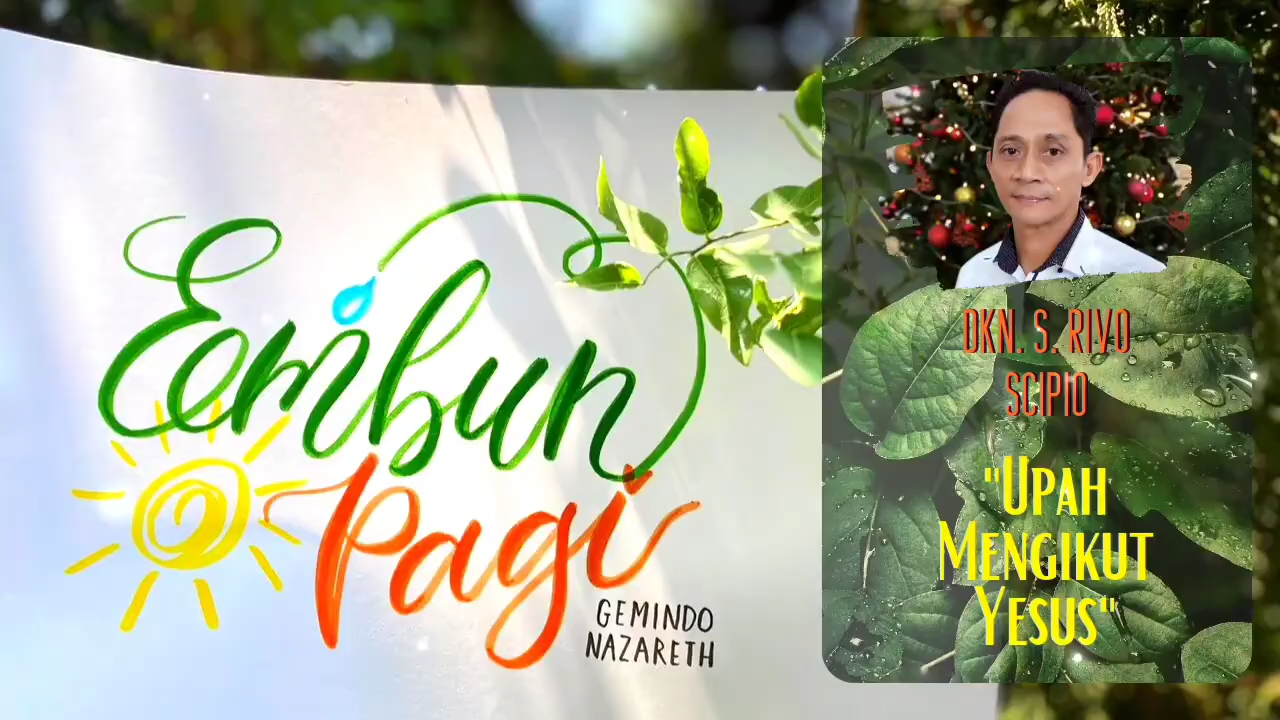 Embun
Pagi
GEMINDO
NAZARETH
DKN. S. RIVO
SCIPIO
"UPAH
MENGIKUT
YESUS"